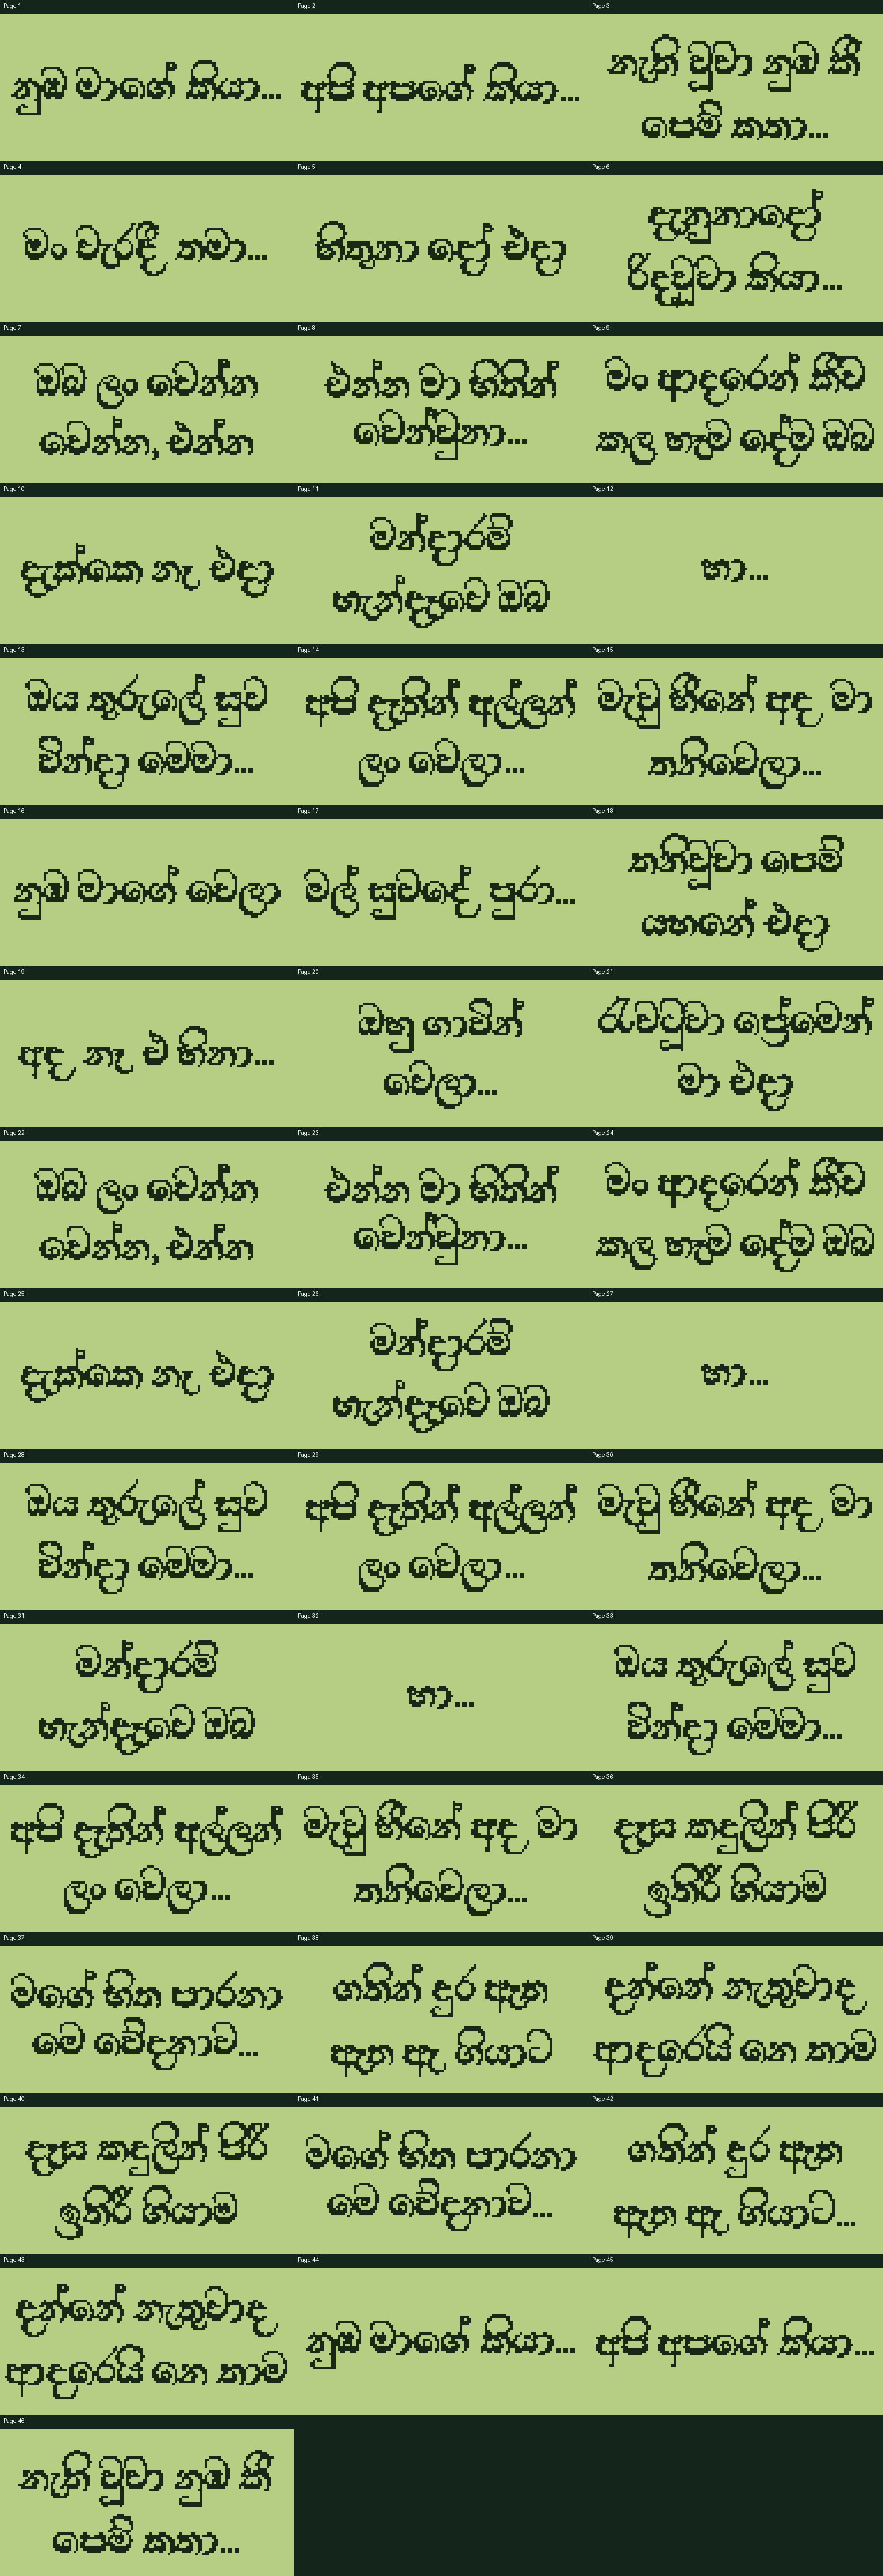 Page 1
නුඹ මාගේ කියා...
Page 2
අපි අපගේ කියා...
Page 3
නැති වූවා නුඹ කී
පෙම් කතා...
Page 4
මං වැරදී තමා...
Page 5
හිතුනා දෝ එදා
Page 6
දැනුනාදෝ
රිදවූවා කියා...
Page 7
ඔබ ලං වෙන්න
වෙන්න, එන්න
Page 8
එන්න මා හිතින්
වෙන්වුනා...
Page 9
මං ආදරෙන් කීව
කල හැම දේම ඔබ
Page 10
දැක්කෙ නෑ එදා
Page 11
මන්දාරම්
හැන්දෑවෙ ඔබ
Page 12
හා...
Page 13
ඔය තුරුලේ සුව
වින්දා මෙමා...
Page 14
අපි දෑතින් අල්ලන්
ලං වෙලා...
Page 15
මැවු හීනේ අද මා
තනිවෙලා...
Page 16
නුඹ මාගේ වෙලා
Page 17
මල් සුවඳේ පුරා...
Page 18
තනිවූවා පෙම්
යහනේ එදා
Page 19
අද නෑ එ හිනා...
Page 20
ඔහු ගාවින්
වෙලා...
Page 21
රැවටූවා ප්‍රේමෙන්
මා එදා
Page 22
ඔබ ලං වෙන්න
වෙන්න, එන්න
Page 23
එන්න මා හිතින්
වෙන්වුනා...
Page 24
මං ආදරෙන් කීව
කල හැම දේම ඔබ
Page 25
දැක්කෙ නෑ එදා
Page 26
මන්දාරම්
හැන්දෑවෙ ඔබ
Page 27
හා...
Page 28
ඔය තුරුලේ සුව
වින්දා මෙමා...
Page 29
අපි දෑතින් අල්ලන්
ලං වෙලා...
Page 30
මැවු හීනේ අද මා
තනිවෙලා...
Page 31
මන්දාරම්
හැන්දෑවෙ ඔබ
Page 32
හා...
Page 33
ඔය තුරුලේ සුව
වින්දා මෙමා...
Page 34
අපි දෑතින් අල්ලන්
ලං වෙලා...
Page 35
මැවු හීනේ අද මා
තනිවෙලා...
Page 36
දෑස කදුලින් පිරී
ඉතිරී ගියාම
Page 37
මගේ හිත පාරනා
මෙ වේදනාව...
Page 38
ගතින් දුර ඈත
ඈත ඈ ගියාට
Page 39
දන්නේ නැතුවාද
ආදරෙයි නෙ තාම
Page 40
දෑස කදුලින් පිරී
ඉතිරී ගියාම
Page 41
මගේ හිත පාරනා
මෙ වේදනාව...
Page 42
ගතින් දුර ඈත
ඈත ඈ ගියාට...
Page 43
දන්නේ නැතුවාද
ආදරෙයි නෙ තාම
Page 44
නුඹ මාගේ කියා...
Page 45
අපි අපගේ කියා...
Page 46
නැති වූවා නුඹ කී
පෙම් කතා...